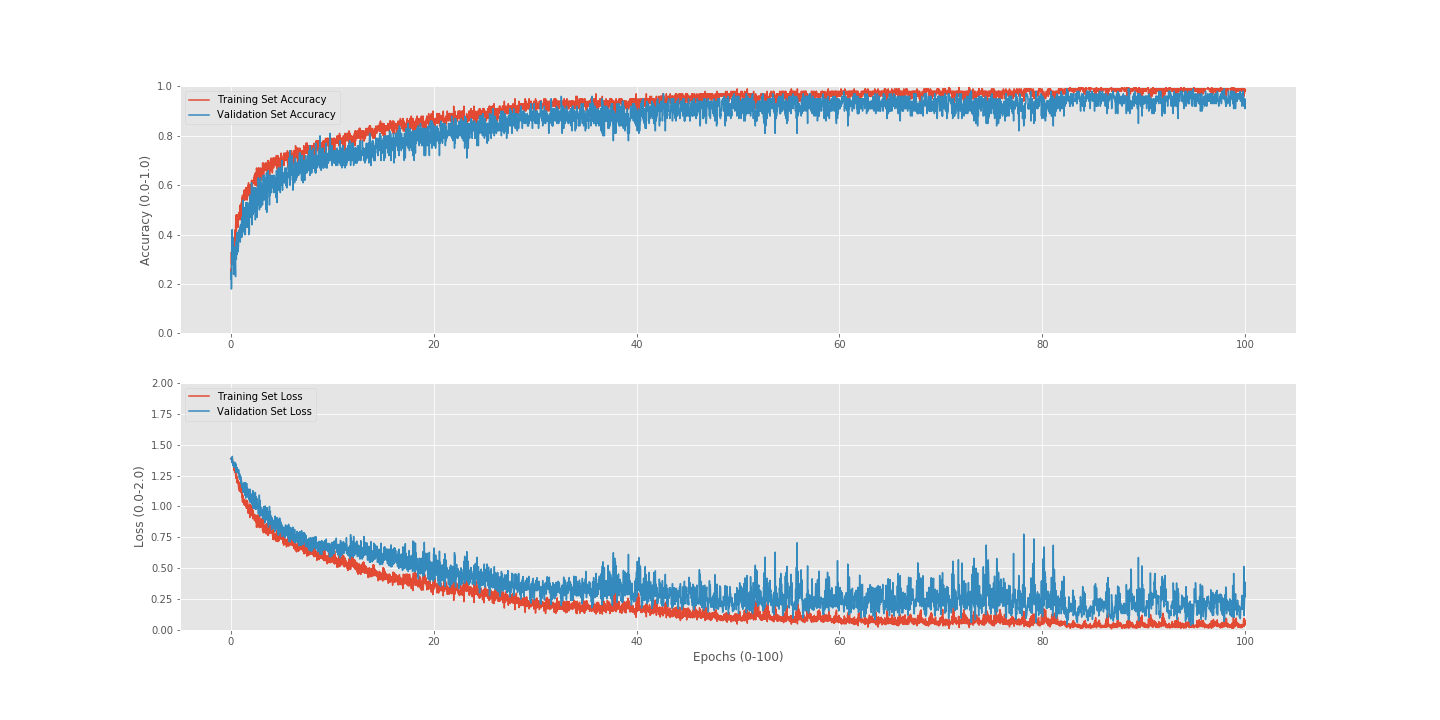 1.0
Training Set Accuracy
Validation Set Accuracy
0.8
0.6
0.4
0.2
0.0
Accuracy (0.0-1.0)
0 20 40 60 80 100
2.00
Training Set Loss
Validation Set Loss
1.75
1.50
1.25
1.00
0.75
0.50
0.25
0.00
Loss (0.0-2.0)
0 20 40 60 80 100
Epochs (0-100)